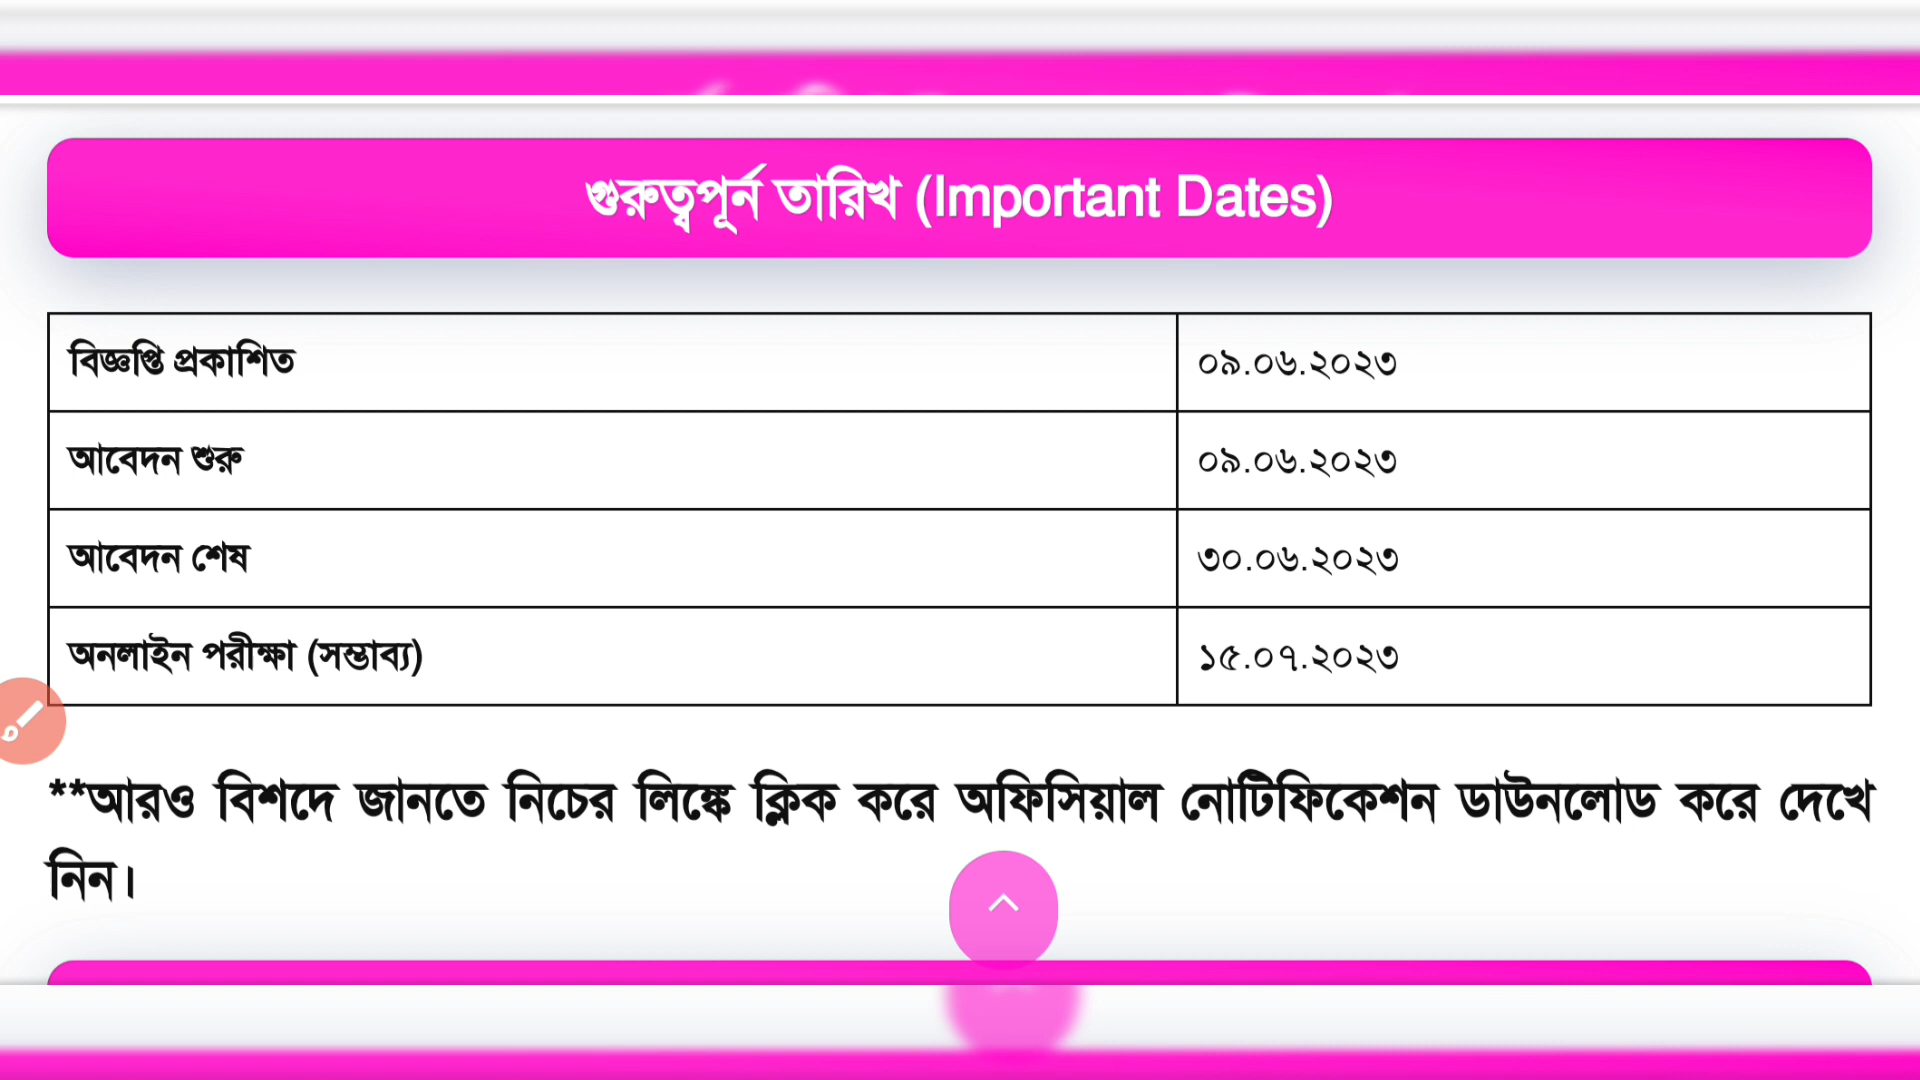 গুরুত্বপূর্ন তারিখ (Important Dates)
বিজ্ঞপ্তি প্রকাশিত ০৯.০৬.২০২৩
আবেদন শুরু ০৯.০৬.২০২৩
আবেদন শেষ ৩০.০৬.২০২৩
অনলাইন পরীক্ষা (সম্ভাব্য) ১৫.০৭.২০২৩
**আরও বিশদে জানতে নিচের লিঙ্কে ক্লিক করে অফিসিয়াল নোটিফিকেশন ডাউনলোড করে দেখে
নিন।